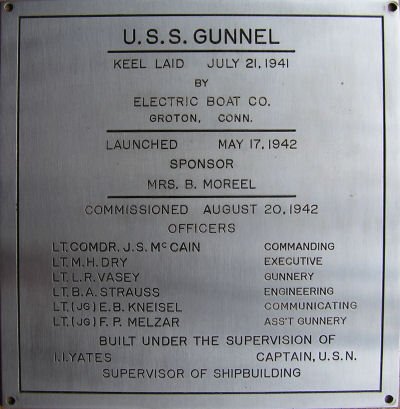 U.S.S. GUNNEL
KEEL LAID JULY 21, 1941
BY
ELECTRIC BOAT CO.
GROTON, CONN.
LAUNCHED MAY 17, 1942
SPONSOR
MRS. B. MOREEL
COMMISSIONED AUGUST 20, 1942
OFFICERS
LT. COMDR. J. S. McCAIN COMMANDING
LT. M. H. DRY EXECUTIVE
LT. L. R. VASEY GUNNERY
LT. B. A. STRAUSS ENGINEERING
LT. (JG) E. B. KNEISEL COMMUNICATING
LT. (JG) F. P. MELZAR ASS'T GUNNERY
BUILT UNDER THE SUPERVISION OF
I. I. YATES CAPTAIN, U.S.N.
SUPERVISOR OF SHIPBUILDING